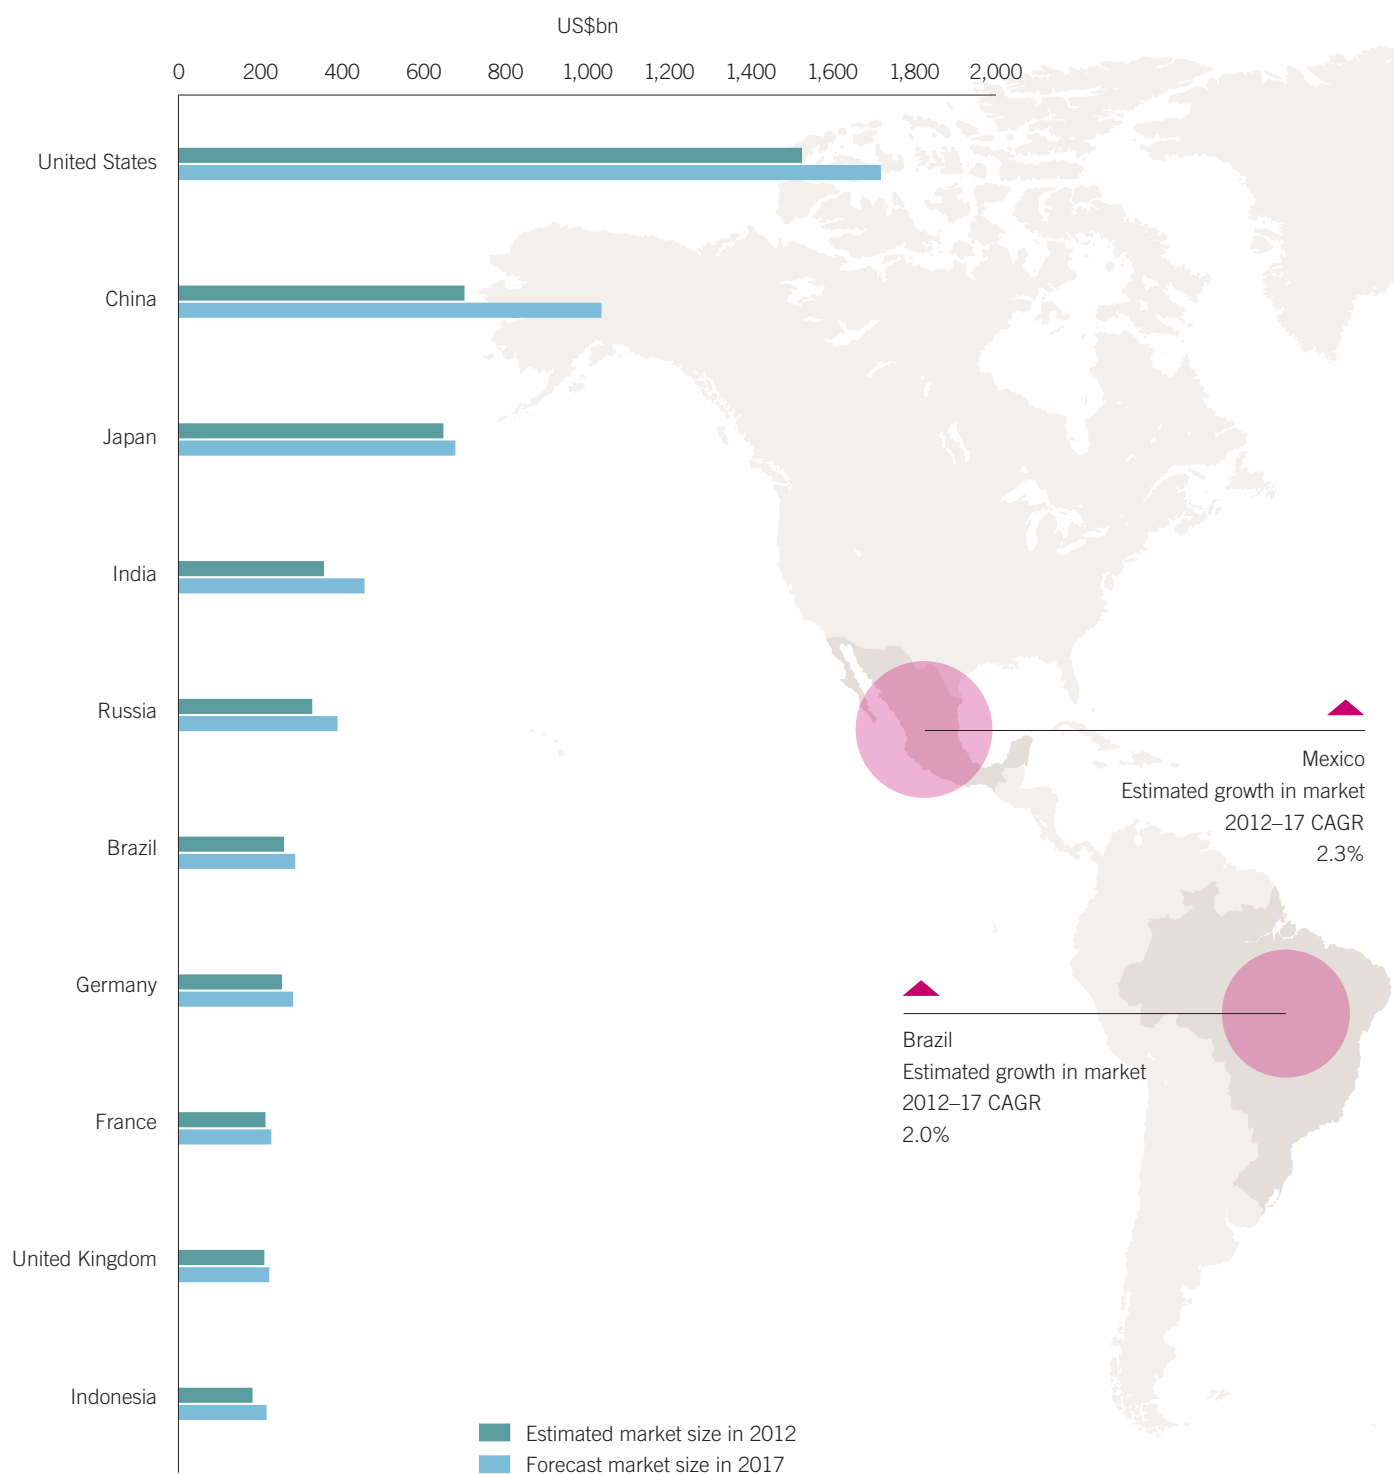 US$bn
0 200 400 600 800 1,000 1,200 1,400 1,600 1,800 2,000
United States
China
Japan
India
Russia
Brazil
Germany
France
United Kingdom
Indonesia
Mexico
Estimated growth in market
2012–17 CAGR
2.3%
Brazil
Estimated growth in market
2012–17 CAGR
2.0%
Estimated market size in 2012
Forecast market size in 2017